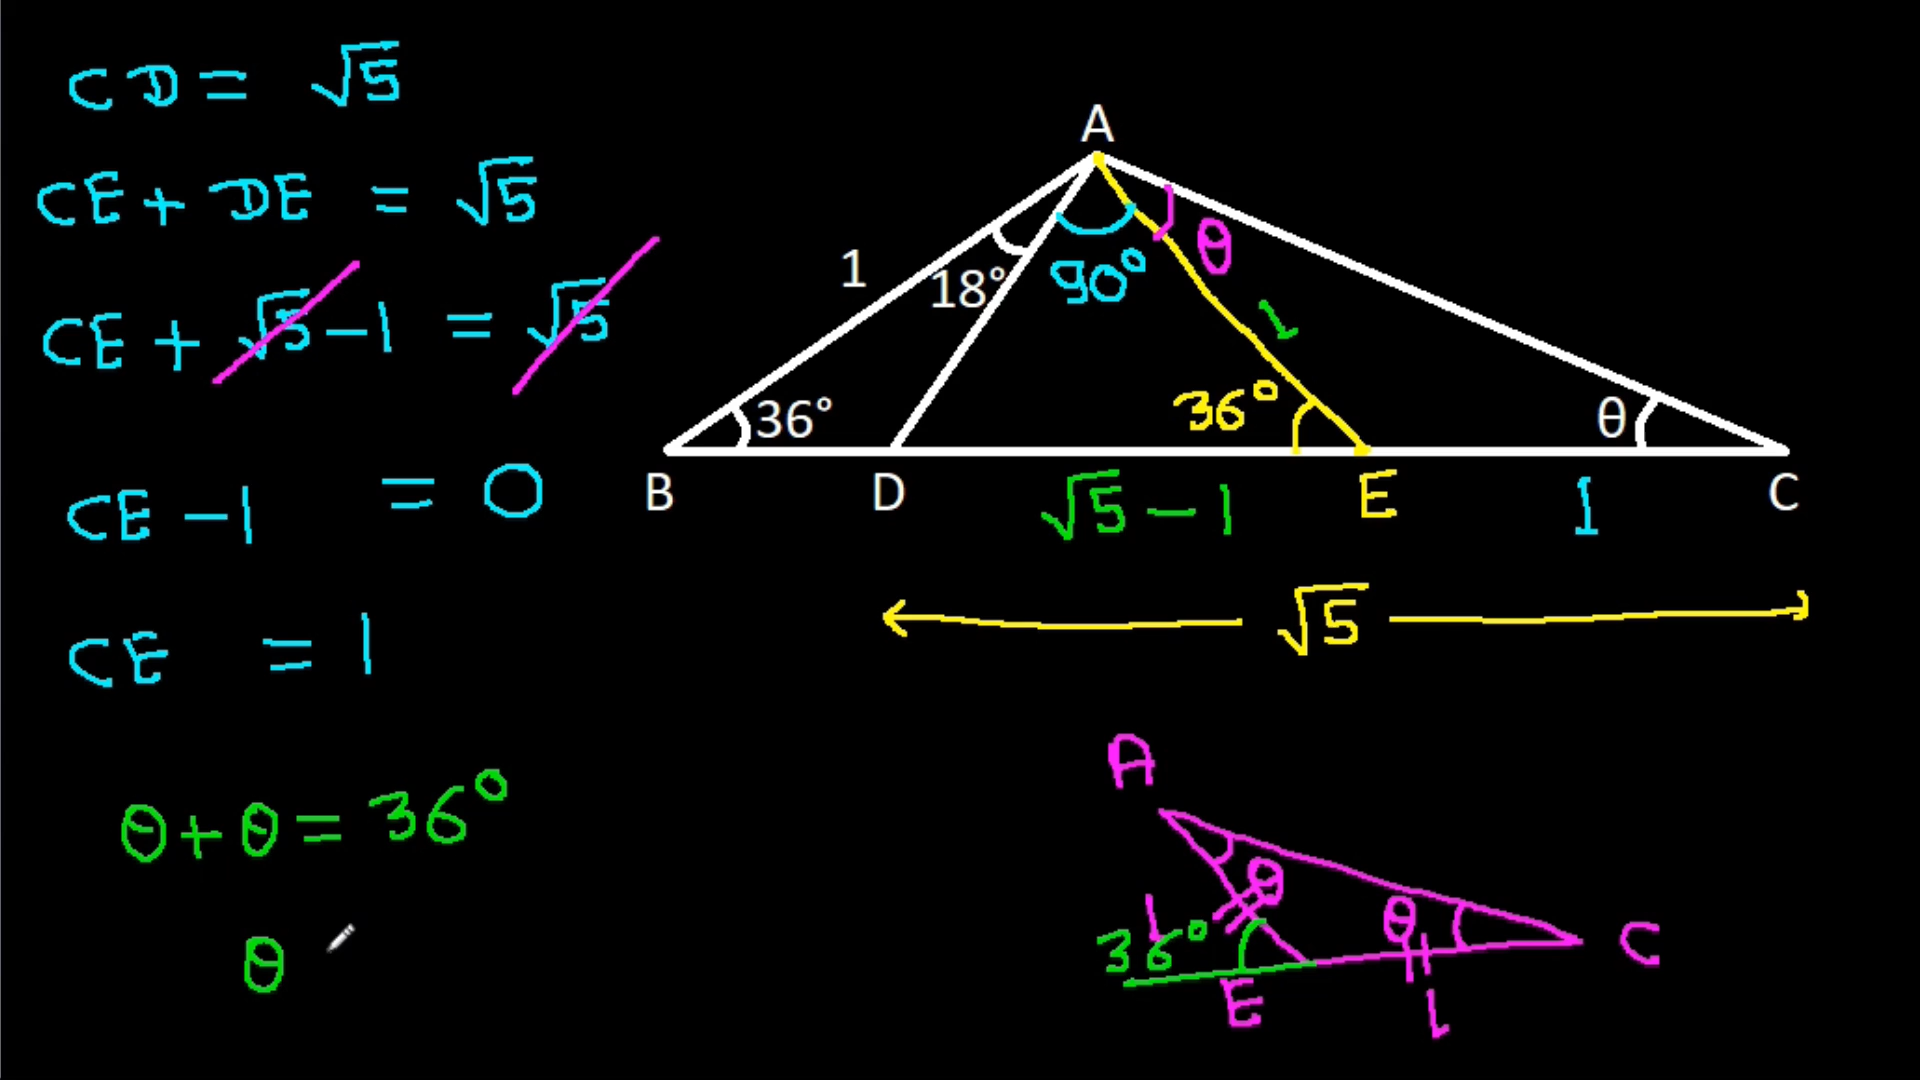 CD = √5
CE + DE = √5
CE + √5 - 1 = √5
CE - 1 = 0
CE = 1
θ + θ = 36°
θ
A
1
18°
90°
θ
1
36°
36°
θ
B
D
√5 - 1
E
1
C
√5
A
θ
1
36°
θ
C
E
1